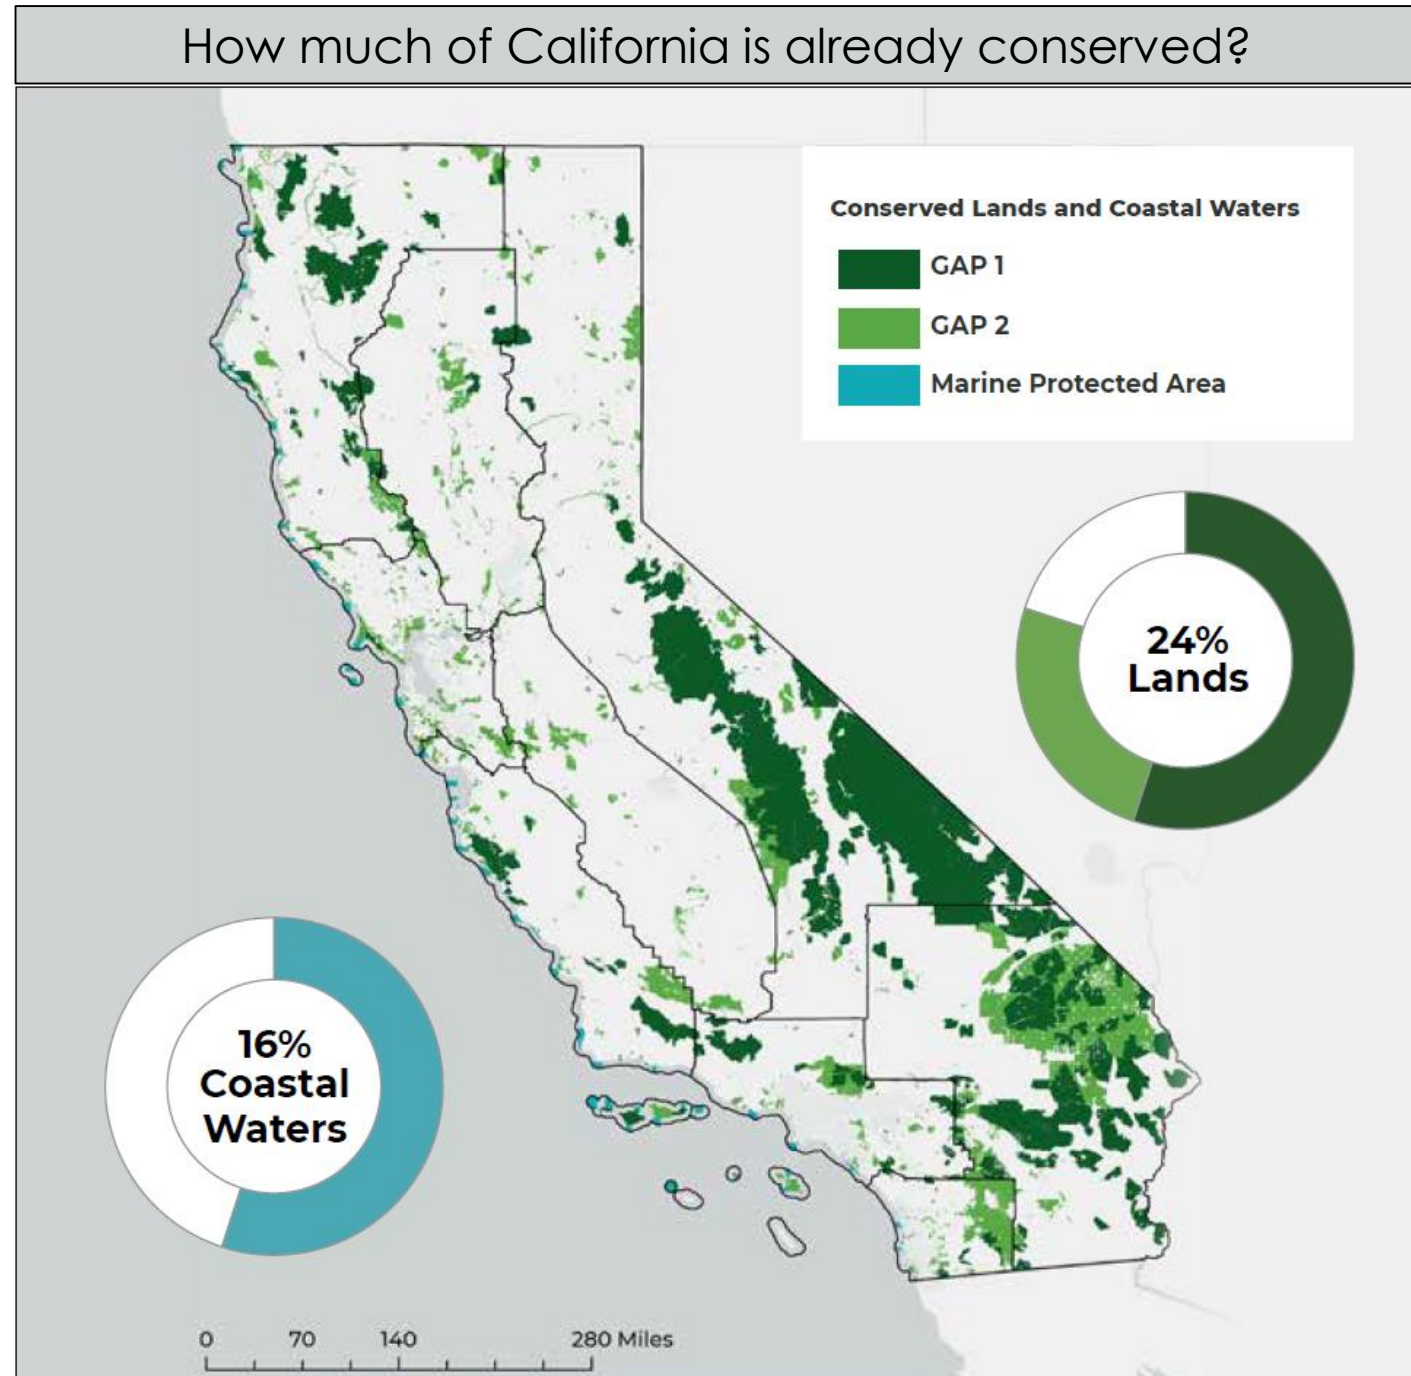 How much of California is already conserved?
Conserved Lands and Coastal Waters
GAP 1
GAP 2
Marine Protected Area
24%
Lands
16%
Coastal
Waters
0 70 140 280 Miles